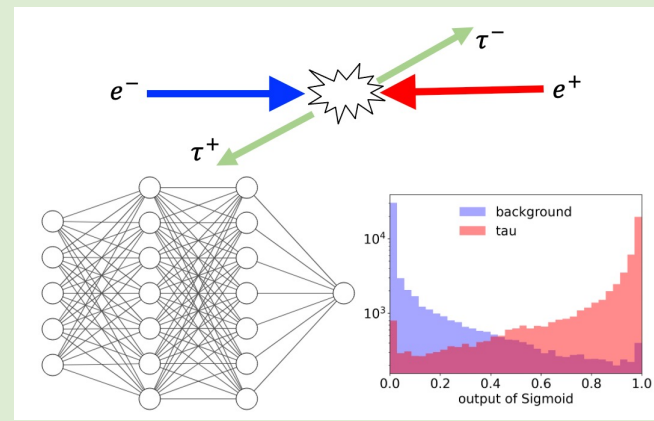 τ⁻
e⁻
e⁺
τ⁺
background
tau
10⁴
10³
0.0 0.2 0.4 0.6 0.8 1.0
output of Sigmoid